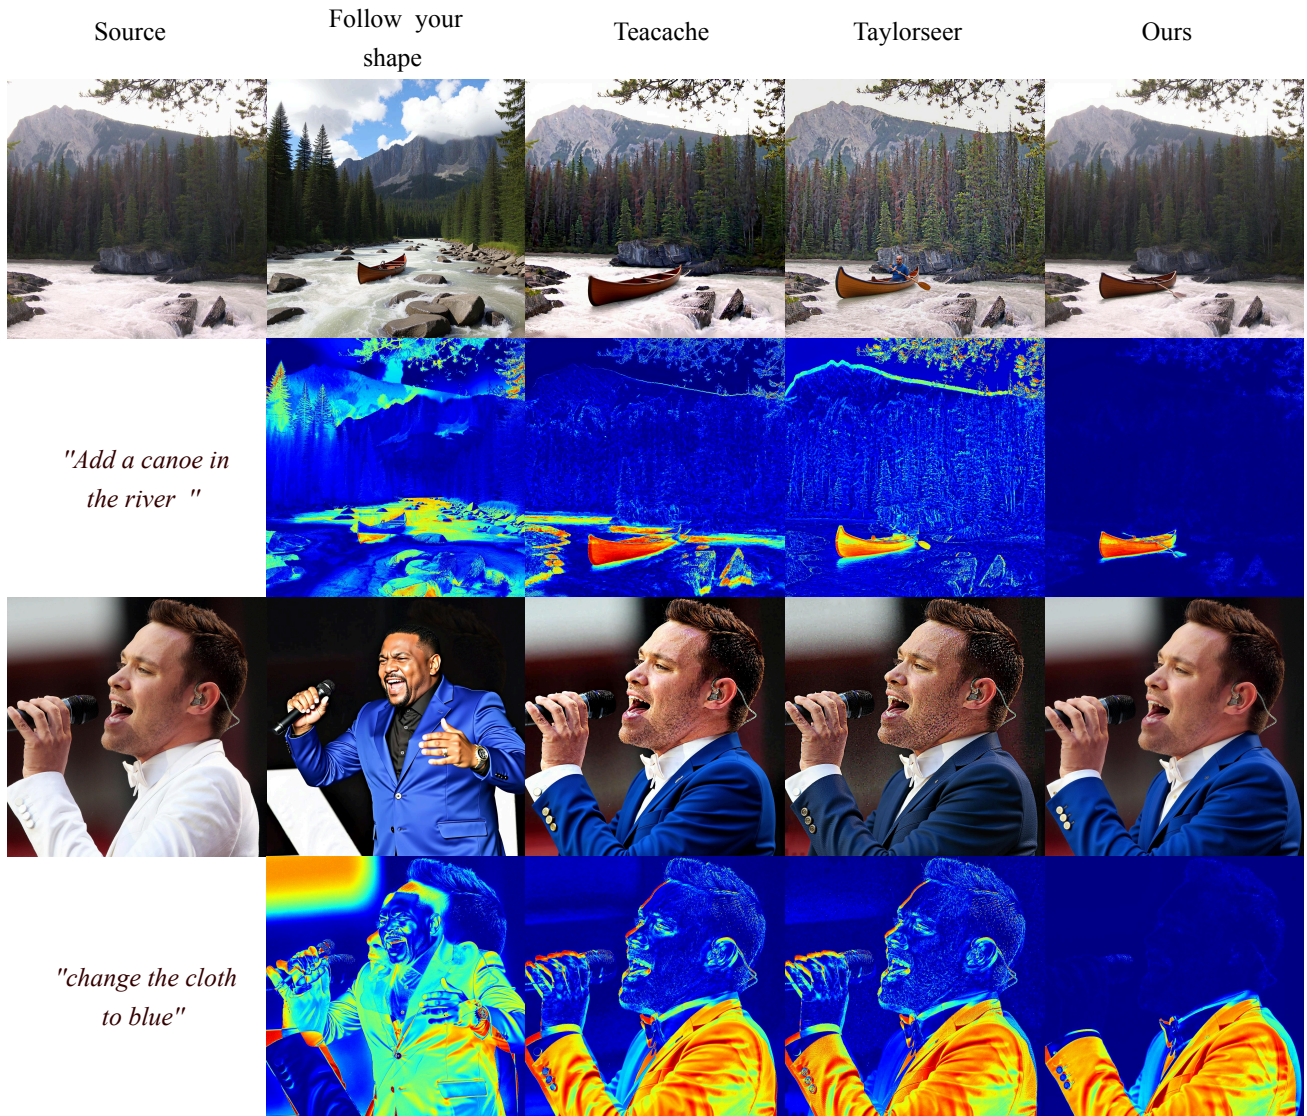 Source
Follow your
shape
Teacache
Taylorseer
Ours
"Add a canoe in
the river "
"change the cloth
to blue"